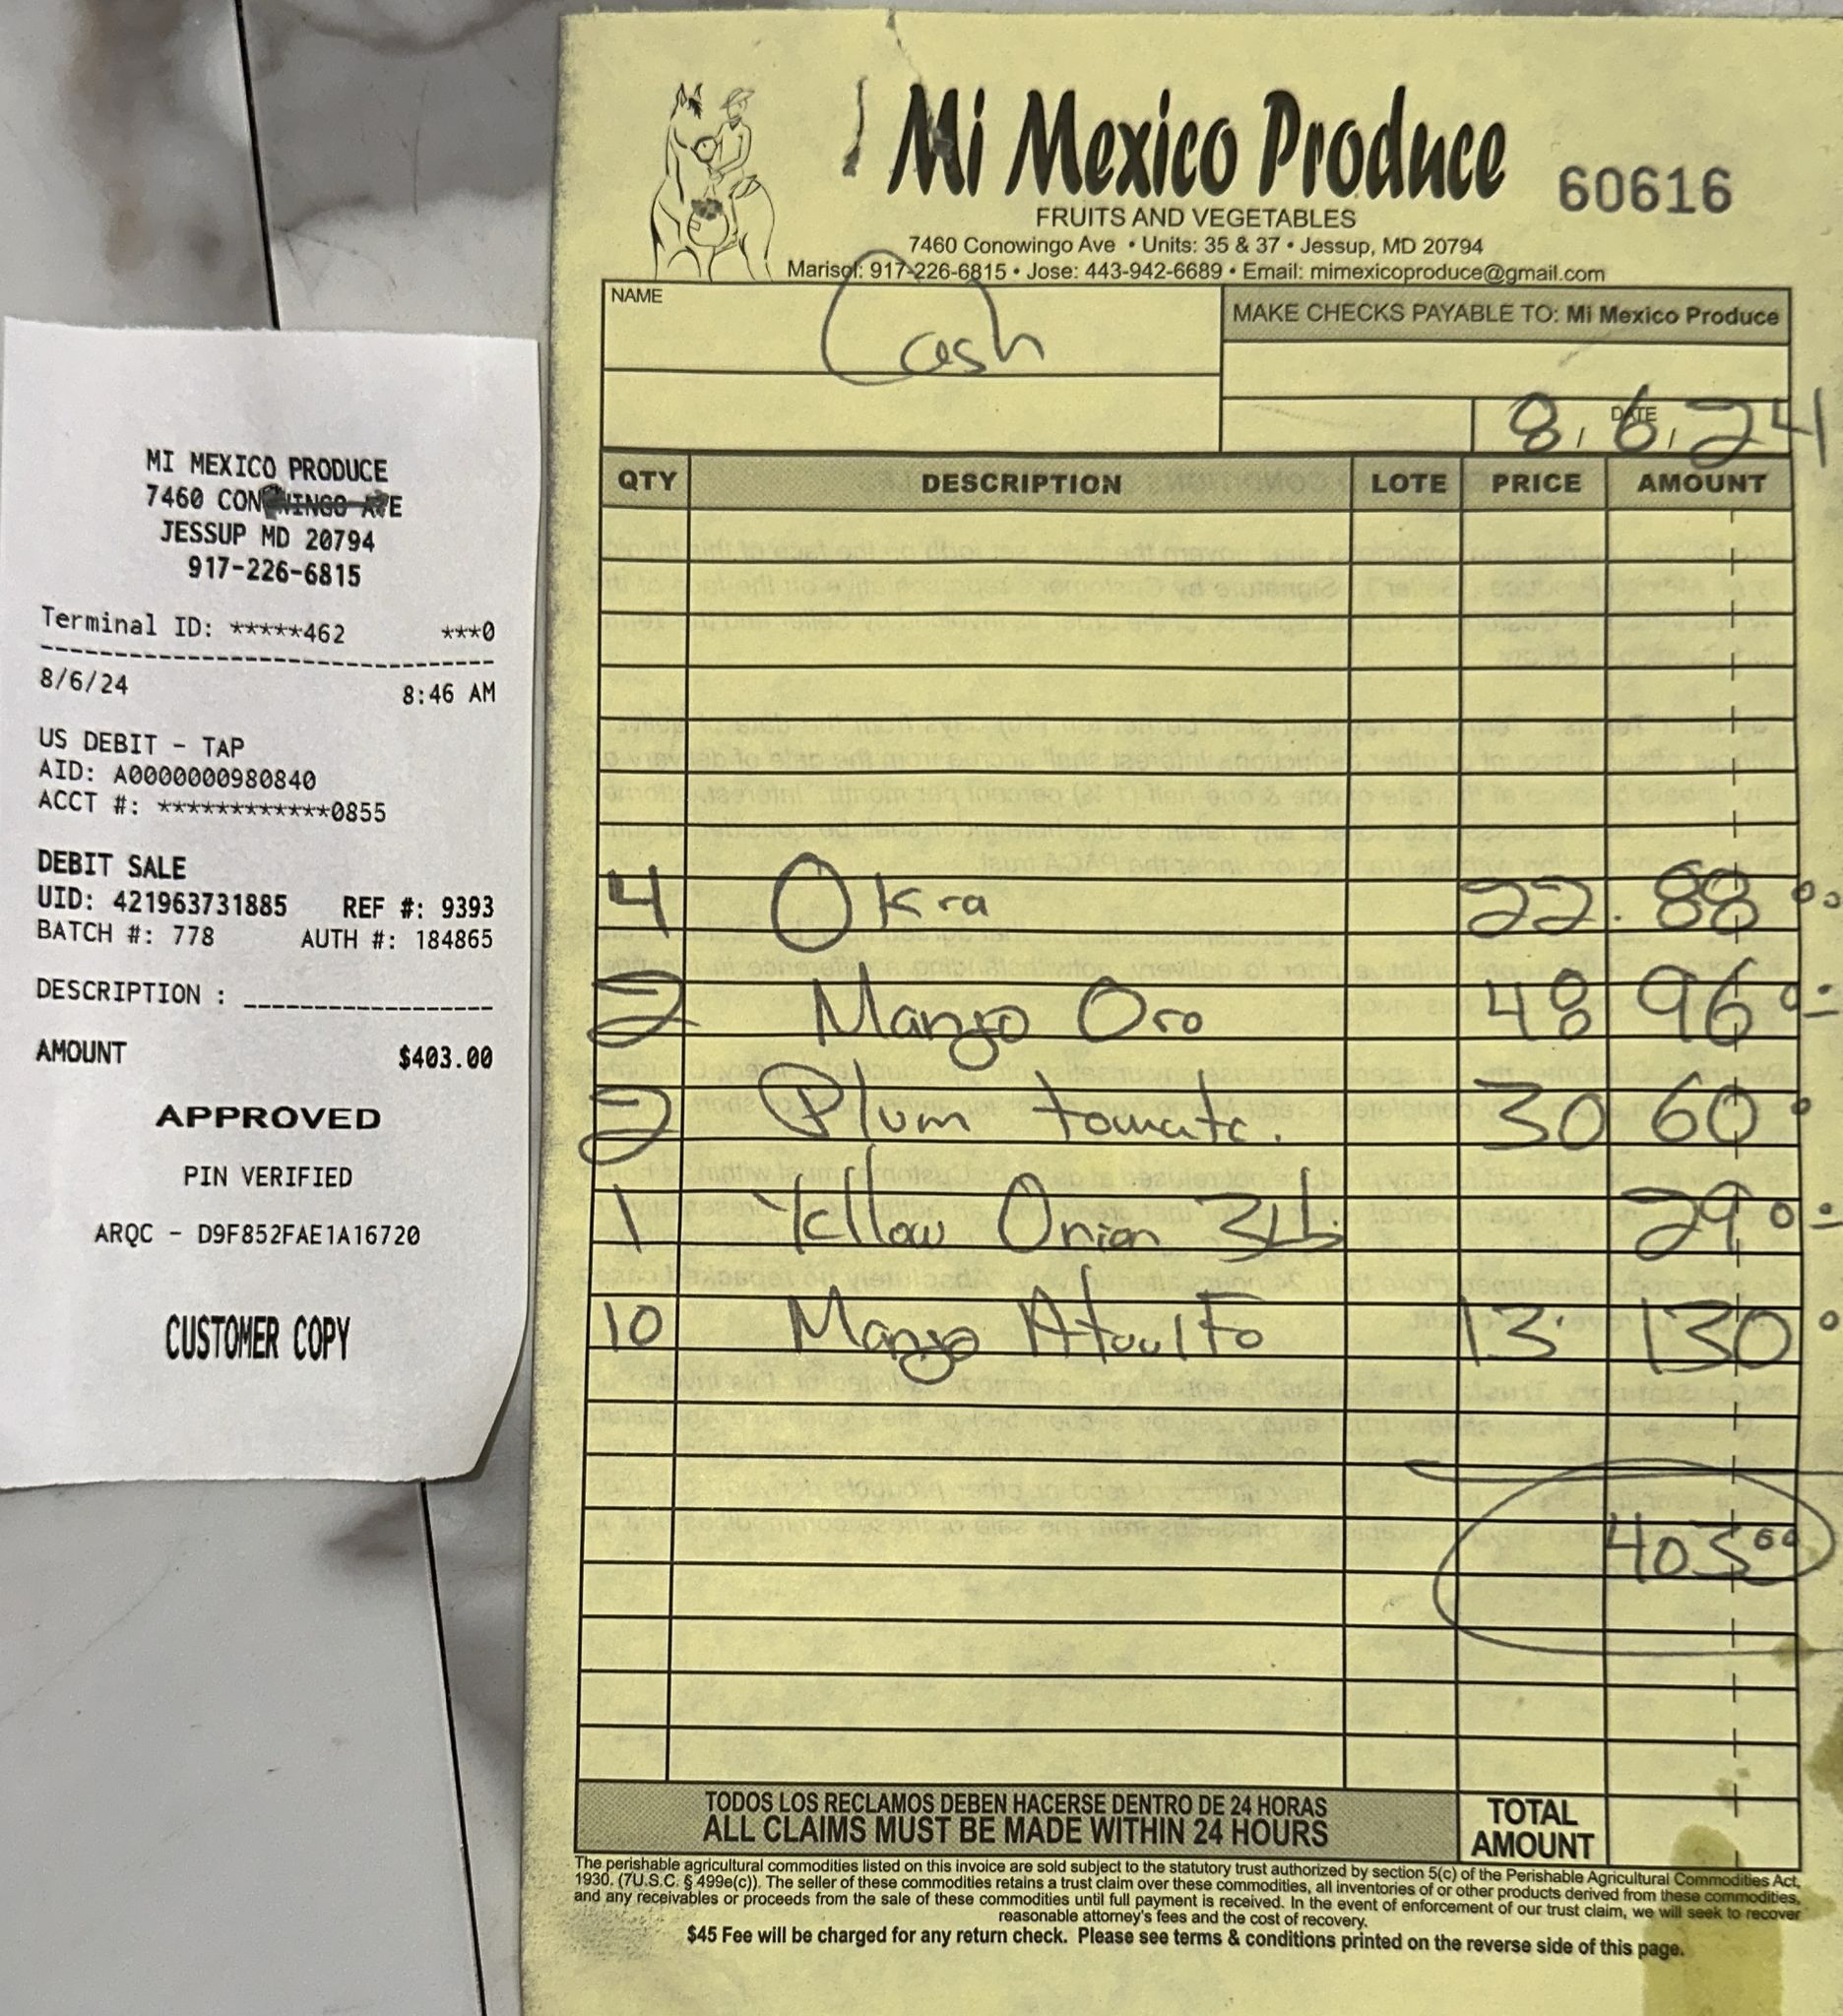 MI MEXICO PRODUCE
7460 CON INGO AVE
JESSUP MD 20794
917-226-6815
Terminal ID: *****462 ***0
8/6/24 8:46 AM
US DEBIT - TAP
AID: A0000000980840
ACCT #: ************0855
DEBIT SALE
UID: 421963731885 REF #: 9393
BATCH #: 778 AUTH #: 184865
DESCRIPTION :
AMOUNT $403.00
APPROVED
PIN VERIFIED
ARQC - D9F852FAE1A16720
CUSTOMER COPY
Mi Mexico Produce 60616
FRUITS AND VEGETABLES
7460 Conowingo Ave • Units: 35 & 37 • Jessup, MD 20794
Marisol: 917-226-6815 • Jose: 443-942-6689 • Email: mimexicoproduce@gmail.com
NAME Cash
MAKE CHECKS PAYABLE TO: Mi Mexico Produce
DATE 8/6/24
QTY DESCRIPTION LOTE PRICE AMOUNT
4 Okra 22. 88 00
2 Mango Oro 48 96 0
2 Plum tomato. 30 60 0
1 Yellow Onion 3Lb 29 0
10 Mango Ataulfo 13 130 0
403 00
TODOS LOS RECLAMOS DEBEN HACERSE DENTRO DE 24 HORAS
ALL CLAIMS MUST BE MADE WITHIN 24 HOURS
TOTAL
AMOUNT
The perishable agricultural commodities listed on this invoice are sold subject to the statutory trust authorized by section 5(c) of the Perishable Agricultural Commodities Act,
1930. (7U.S.C. § 499e(c)). The seller of these commodities retains a trust claim over these commodities, all inventories of or other products derived from these commodities,
and any receivables or proceeds from the sale of these commodities until full payment is received. In the event of enforcement of our trust claim, we will seek to recover
reasonable attorney's fees and the cost of recovery.
$45 Fee will be charged for any return check. Please see terms & conditions printed on the reverse side of this page.